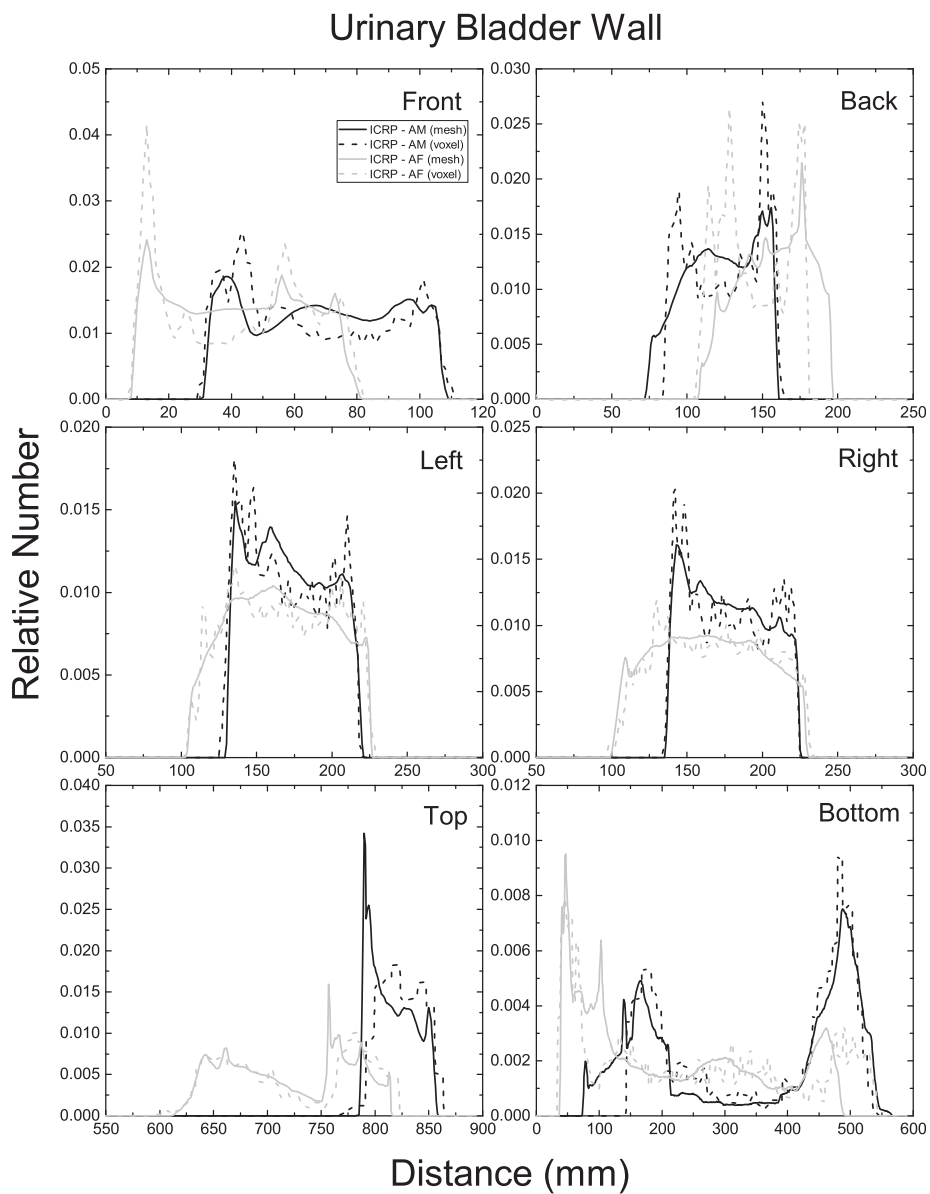 Urinary Bladder Wall
Relative Number
Front
ICRP - AM (mesh)
ICRP - AM (voxel)
ICRP - AF (mesh)
ICRP - AF (voxel)
0.05
0.04
0.03
0.02
0.01
0.00
0 20 40 60 80 100 120
Back
0.030
0.025
0.020
0.015
0.010
0.005
0.000
0 50 100 150 200 250
Left
0.020
0.015
0.010
0.005
0.000
50 100 150 200 250 300
Right
0.025
0.020
0.015
0.010
0.005
0.000
50 100 150 200 250 300
Top
0.040
0.035
0.030
0.025
0.020
0.015
0.010
0.005
0.000
550 600 650 700 750 800 850 900
Bottom
0.012
0.010
0.008
0.006
0.004
0.002
0.000
0 100 200 300 400 500 600
Distance (mm)